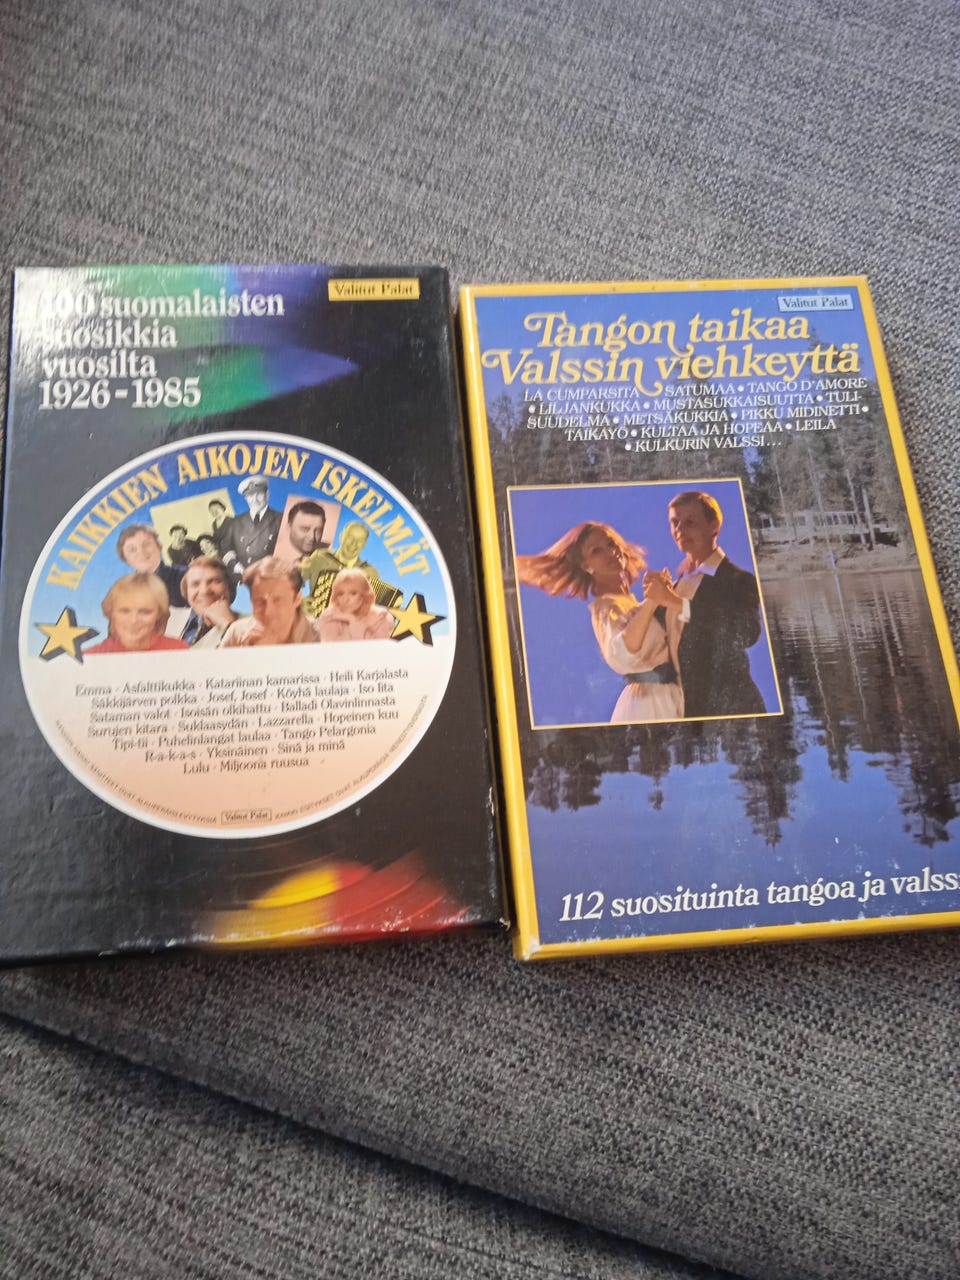 100 suomalaisten
suosikkia
vuosilta
1926-1985
Valitut Palat
KAIKKIEN AIKOJEN ISKELMÄT
Emma · Asfalttikukka · Katariinan kamarissa · Heili Karjalasta
Säkkijärven polkka · Josef, Josef · Köyhä laulaja · Iso Iita
Sataman valot · Isoisän olkihattu · Balladi Olavinlinnasta
Surujen kitara · Suklaasydän · Lazzarella · Hopeinen kuu
Tipi-tii · Puhelinlangat laulaa · Tango Pelargonia
R-a-k-a-s · Yksinäinen · Sinä ja minä
Lulu · Miljoona ruusua
Valitut Palat
Valitut Palat
Tangon taikaa
Valssin viehkeyttä
LA CUMPARSITA • SATUMAA • TANGO D'AMORE
• LILJANKUKKA • MUSTASUKKAISUUTTA • TULI-
SUUDELMA • METSÄKUKKIA • PIKKU MIDINETTI •
TAIKAYÖ • KULTAA JA HOPEAA • LEILA
• KULKURIN VALSSI...
112 suosituinta tangoa ja valssi